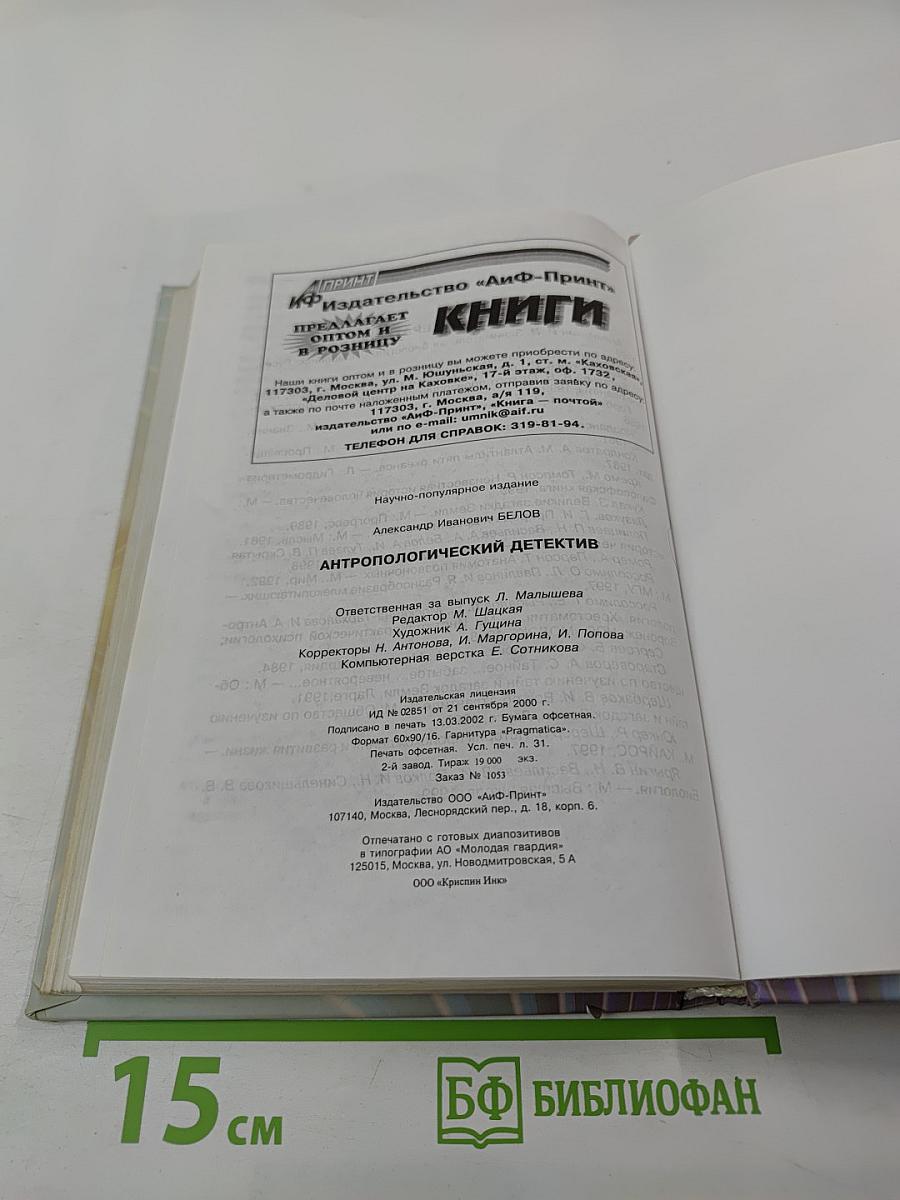 АиФ ПРИНТ
Издательство «АиФ-Принт»
ПРЕДЛАГАЕТ
ОПТОМ И
В РОЗНИЦУ
КНИГИ
Наши книги оптом и в розницу вы можете приобрести по адресу:
117303, г. Москва, ул. М. Юшуньская, д. 1, ст. м. «Каховская»,
«Деловой центр на Каховке», 17-й этаж, оф. 1732,
а также по почте наложенным платежом, отправив заявку по адресу:
117303, г. Москва, а/я 119,
издательство «АиФ-Принт», «Книга — почтой»
или по e-mail: umnik@aif.ru
ТЕЛЕФОН ДЛЯ СПРАВОК: 319-81-94.
Научно-популярное издание
Александр Иванович БЕЛОВ
АНТРОПОЛОГИЧЕСКИЙ ДЕТЕКТИВ
Ответственная за выпуск Л. Малышева
Редактор М. Шацкая
Художник А. Гущина
Корректоры Н. Антонова, И. Маргорина, И. Попова
Компьютерная верстка Е. Сотникова
Издательская лицензия
ИД № 02851 от 21 сентября 2000 г.
Подписано в печать 13.03.2002 г. Бумага офсетная.
Формат 60x90/16. Гарнитура «Pragmatica».
Печать офсетная. Усл. печ. л. 31.
2-й завод. Тираж 19 000 экз.
Заказ № 1053
Издательство ООО «АиФ-Принт»
107140, Москва, Леснорядский пер., д. 18, корп. 6.
Отпечатано с готовых диапозитивов
в типографии АО «Молодая гвардия»
125015, Москва, ул. Новодмитровская, 5 А
ООО «Криспин Инк»
15 см
БФ БИБЛИОФАН